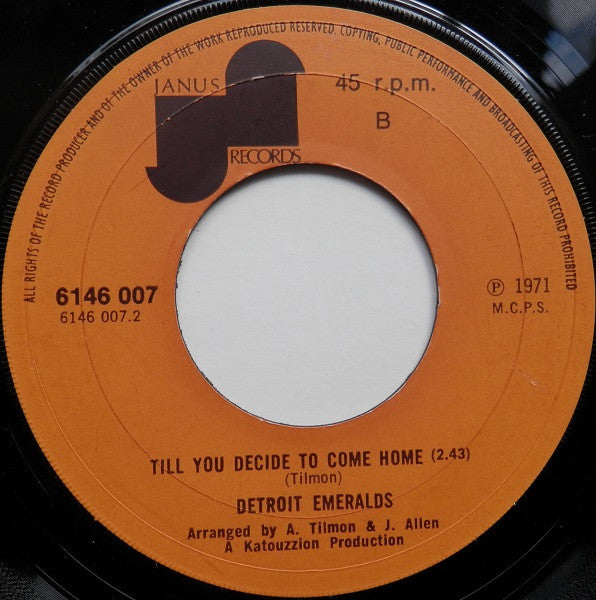 ALL RIGHTS OF THE RECORD PRODUCER AND OF THE OWNER OF THE WORK REPRODUCED RESERVED. COPYING, PUBLIC PERFORMANCE AND BROADCASTING OF THIS RECORD PROHIBITED
JANUS
RECORDS
45 r.p.m.
B
6146 007
6146 007.2
Ⓟ 1971
M.C.P.S.
TILL YOU DECIDE TO COME HOME (2.43)
(Tilmon)
DETROIT EMERALDS
Arranged by A. Tilmon & J. Allen
A Katouzzion Production